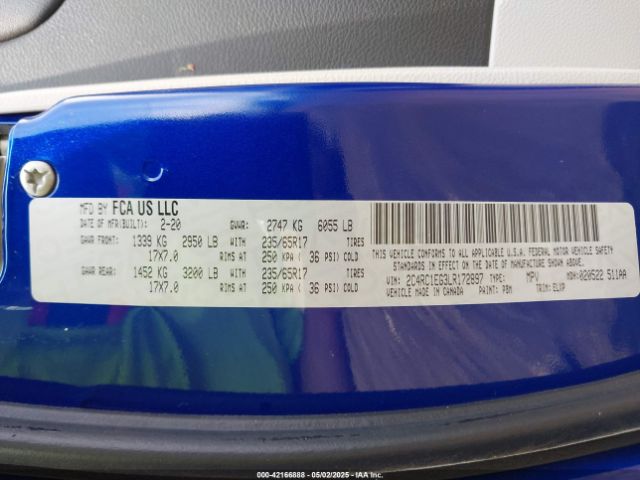 MFD BY FCA US LLC
DATE OF MFR(BUILT): 2-20 GVWR: 2747 KG 6055 LB
GAWR FRONT: 1339 KG 2950 LB WITH 235/65R17 TIRES
17X7.0 RIMS AT 250 KPA ( 36 PSI) COLD
GAWR REAR: 1452 KG 3200 LB WITH 235/65R17 TIRES
17X7.0 RIMS AT 250 KPA ( 36 PSI) COLD
THIS VEHICLE CONFORMS TO ALL APPLICABLE U.S.A. FEDERAL MOTOR VEHICLE SAFETY
STANDARDS IN EFFECT ON THE DATE OF MANUFACTURE SHOWN ABOVE.
VIN: 2C4RC1EG3LR172897 TYPE: MPV MDH: 020522 511AA
MADE IN CANADA PAINT: PBM TRIM: ELXP
000-42166888 - 05/02/2025 - IAA